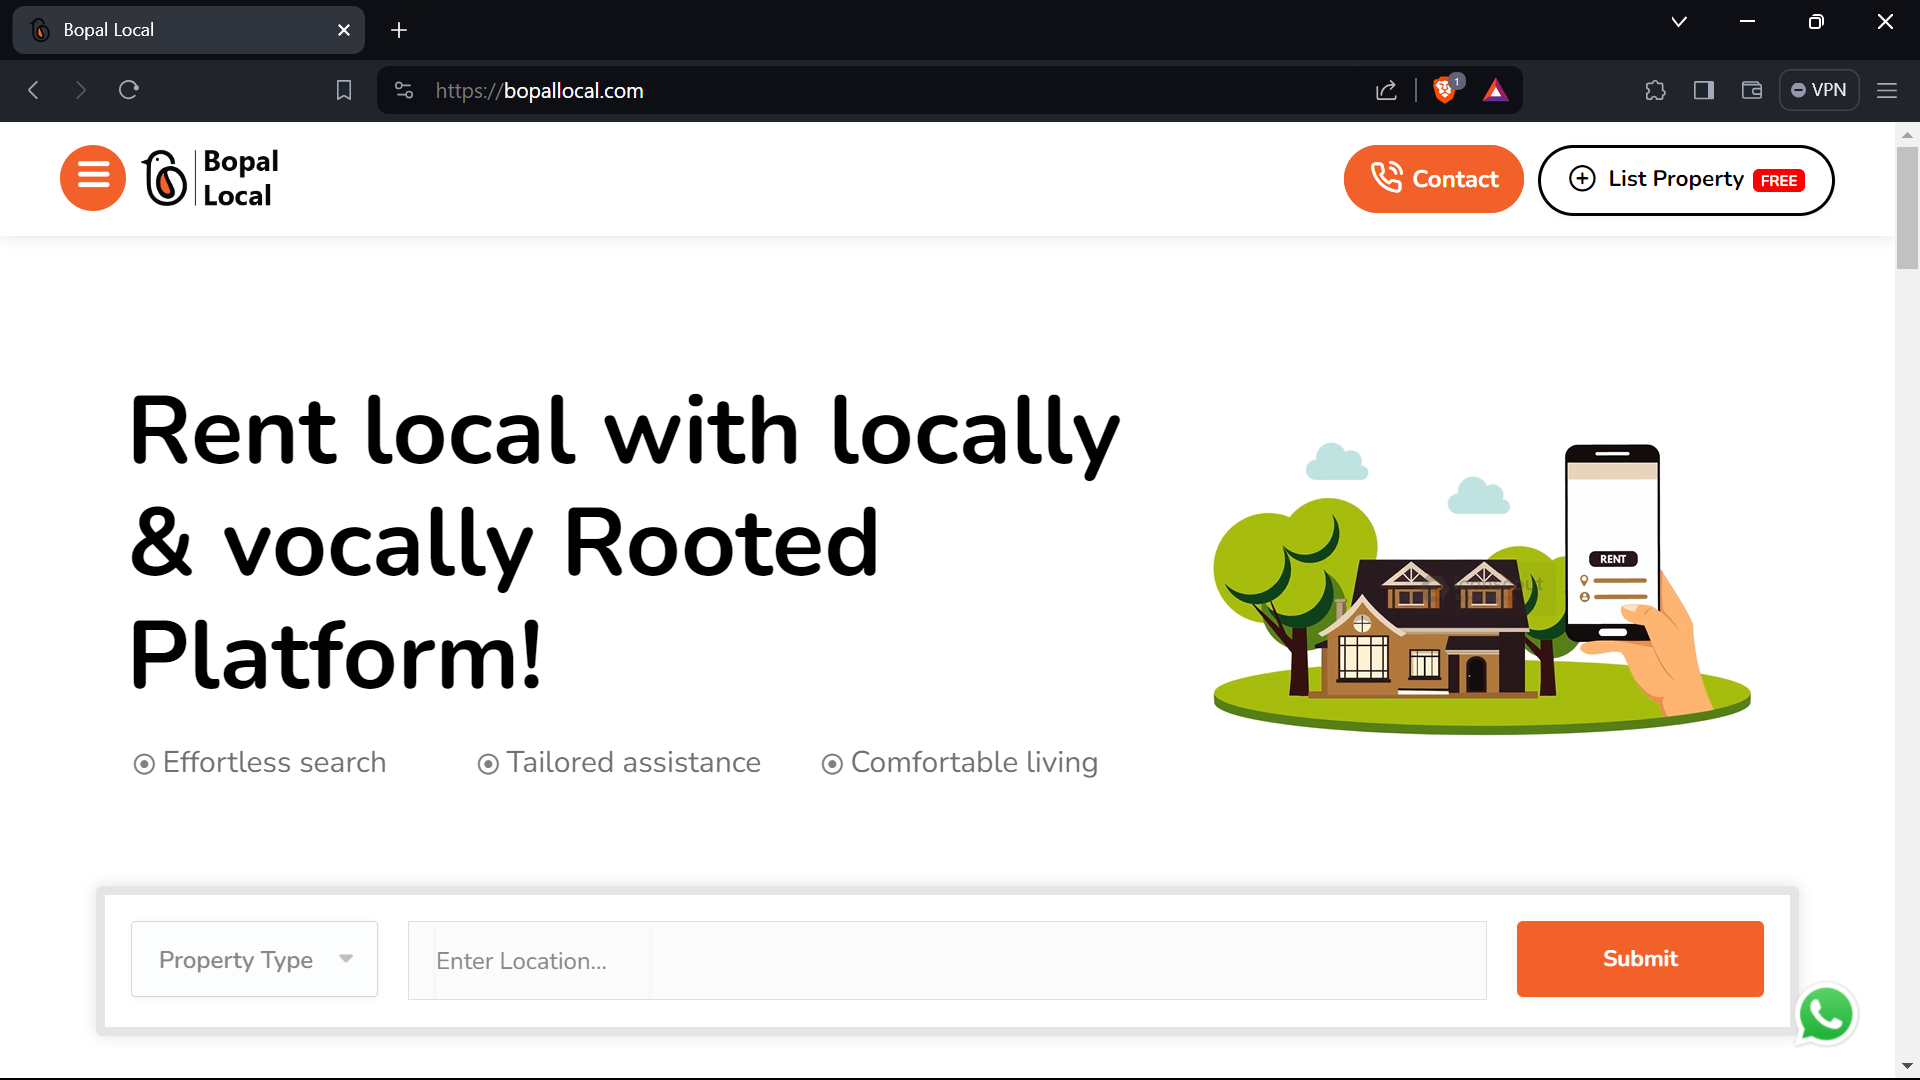 Bopal Local
https://bopallocal.com
1
VPN
Bopal
Local
Contact
List Property FREE
Rent local with locally
& vocally Rooted
Platform!
RENT
Effortless search
Tailored assistance
Comfortable living
Property Type
Enter Location...
Submit